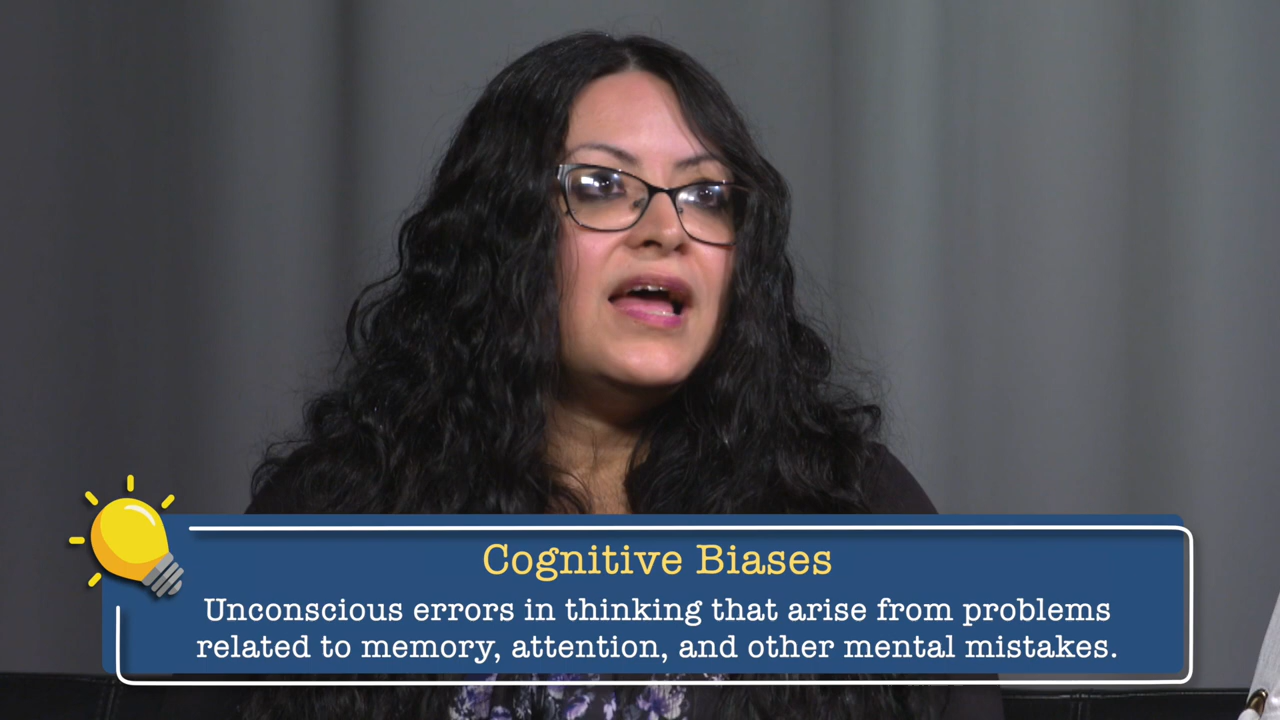 Cognitive Biases
Unconscious errors in thinking that arise from problems
related to memory, attention, and other mental mistakes.